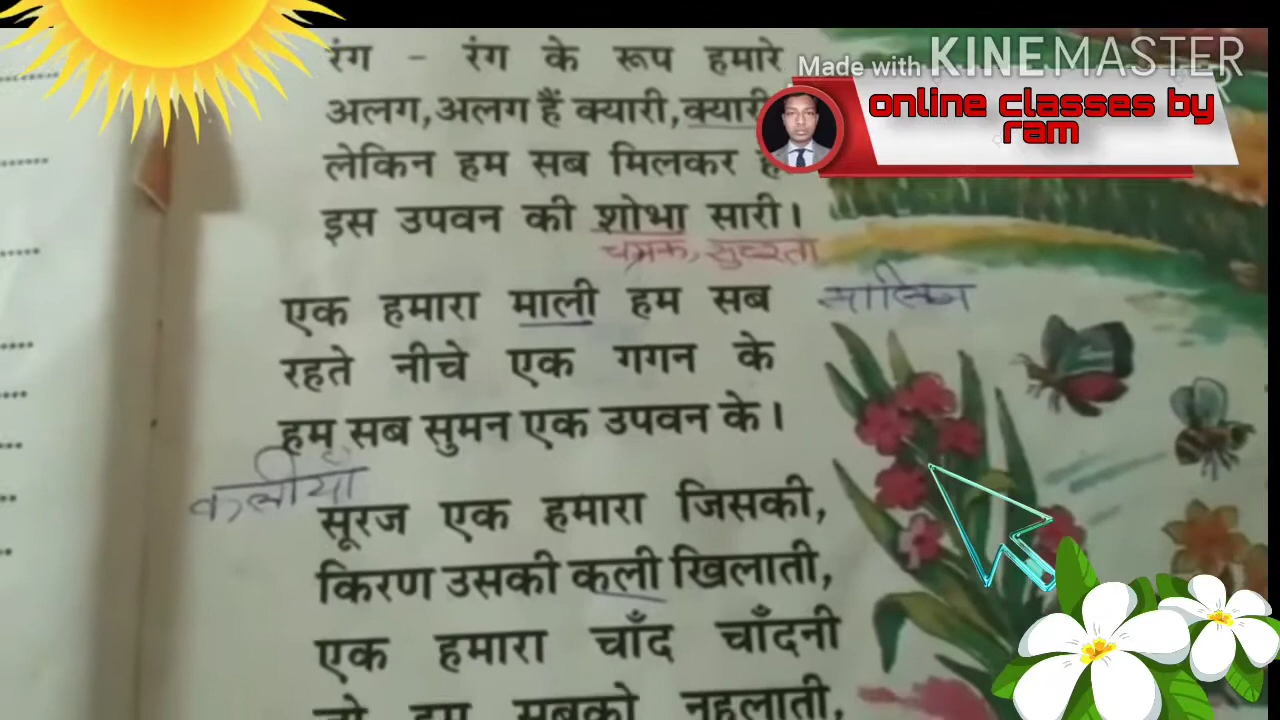 रंग - रंग के रूप हमारे
Made with KINEMASTER
अलग,अलग हैं क्यारी,क्यारी
online classes by
ram
लेकिन हम सब मिलकर
इस उपवन की शोभा सारी।
चमक, सुन्दरता
एक हमारा माली हम सब
रहते नीचे एक गगन के
हम सब सुमन एक उपवन के।
कलीयाँ
सूरज एक हमारा जिसकी,
किरण उसकी कली खिलाती,
एक हमारा चाँद चाँदनी
जो हम सबको नहलाती,